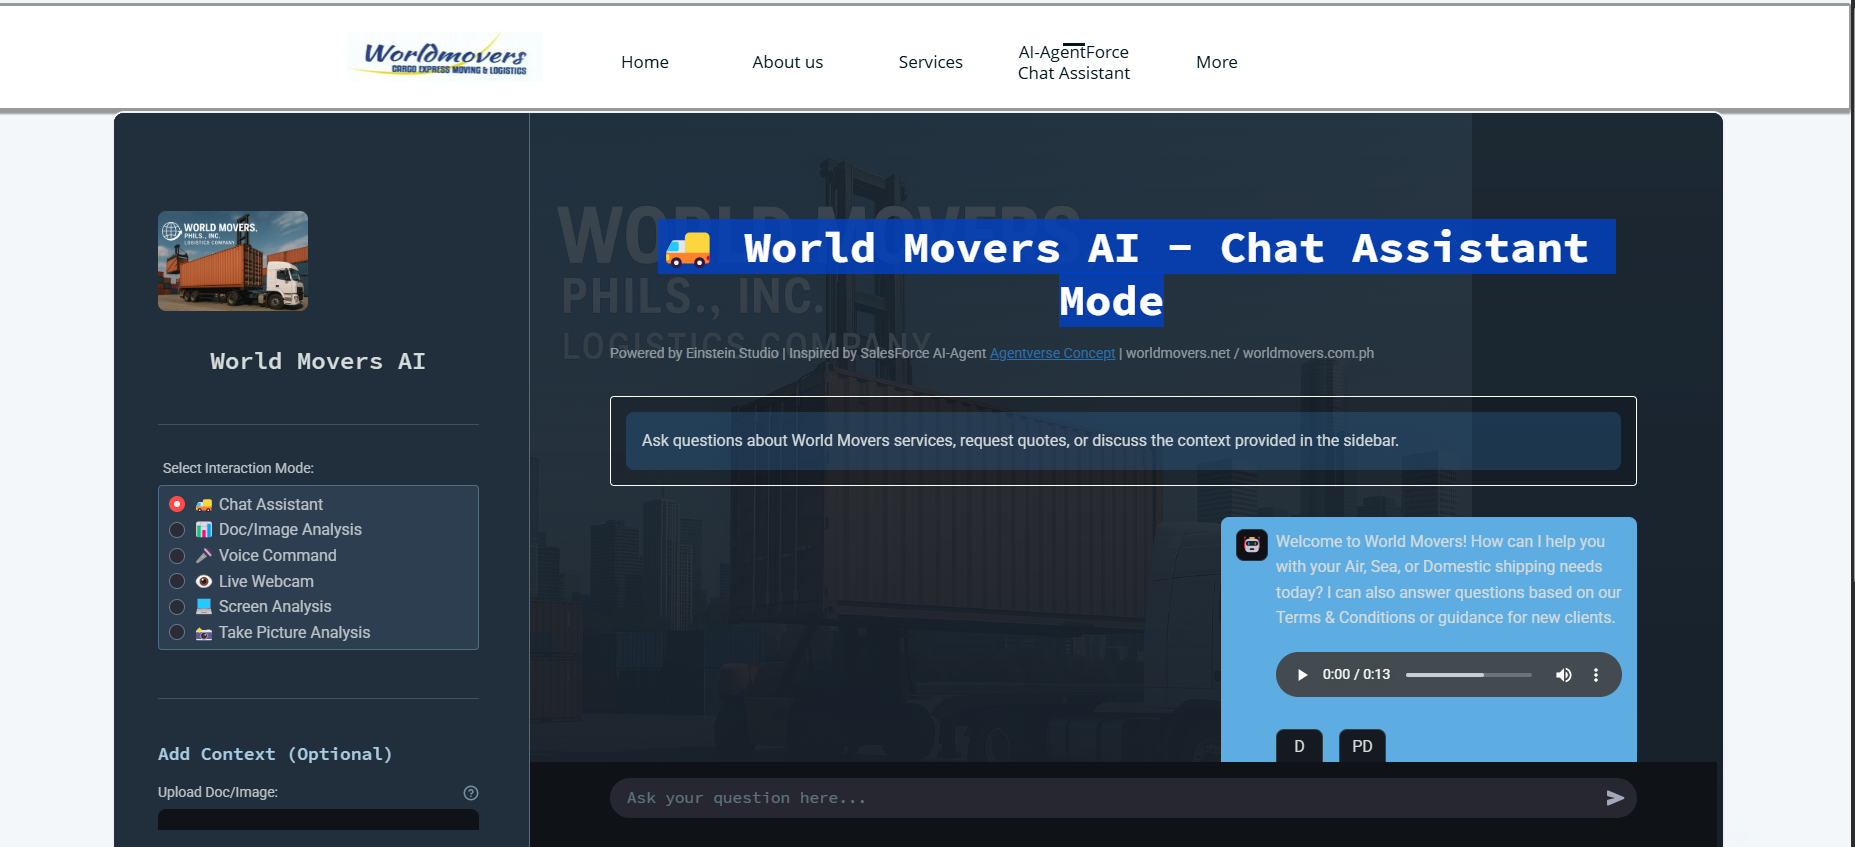 Worldmovers
CARGO EXPRESS MOVING & LOGISTICS
Home
About us
Services
AI-AgentForce
Chat Assistant
More
WORLD MOVERS.
PHILS., INC.
LOGISTICS COMPANY
World Movers AI
Select Interaction Mode:
Chat Assistant
Doc/Image Analysis
Voice Command
Live Webcam
Screen Analysis
Take Picture Analysis
Add Context (Optional)
Upload Doc/Image:
WORLD MOVERS.
PHILS., INC.
LOGISTICS COMPANY
World Movers AI - Chat Assistant
Mode
Powered by Einstein Studio | Inspired by SalesForce AI-Agent Agentverse Concept | worldmovers.net / worldmovers.com.ph
Ask questions about World Movers services, request quotes, or discuss the context provided in the sidebar.
Welcome to World Movers! How can I help you
with your Air, Sea, or Domestic shipping needs
today? I can also answer questions based on our
Terms & Conditions or guidance for new clients.
0:00 / 0:13
D
PD
Ask your question here...